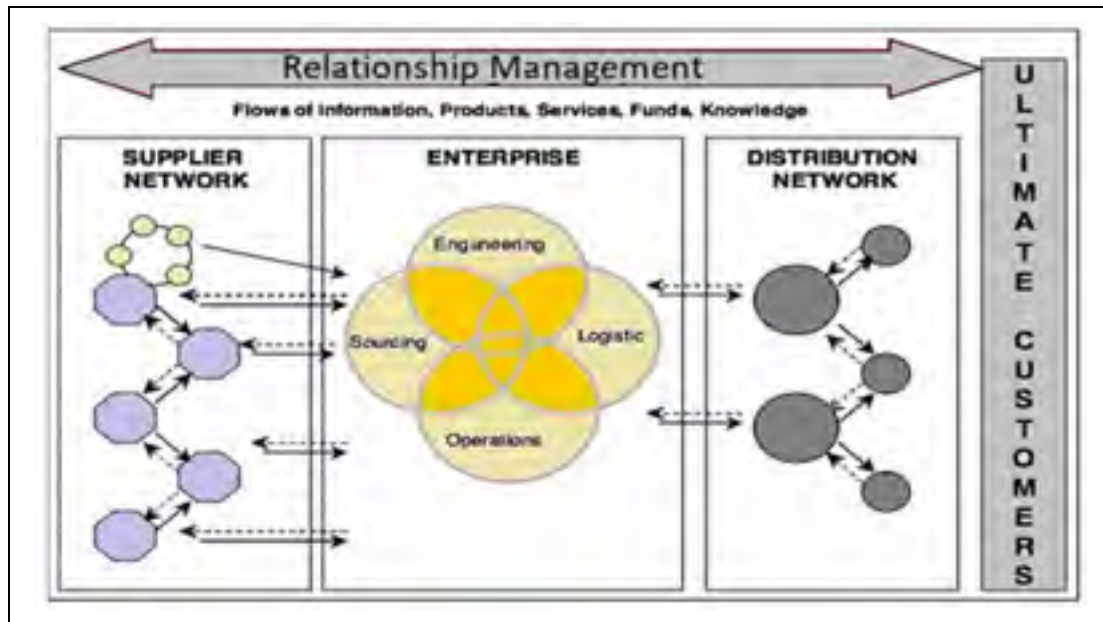 Relationship Management
Flows of Information, Products, Services, Funds, Knowledge
SUPPLIER
NETWORK
ENTERPRISE
DISTRIBUTION
NETWORK
Engineering
Sourcing
Logistic
Operations
ULTIMATE CUSTOMERS